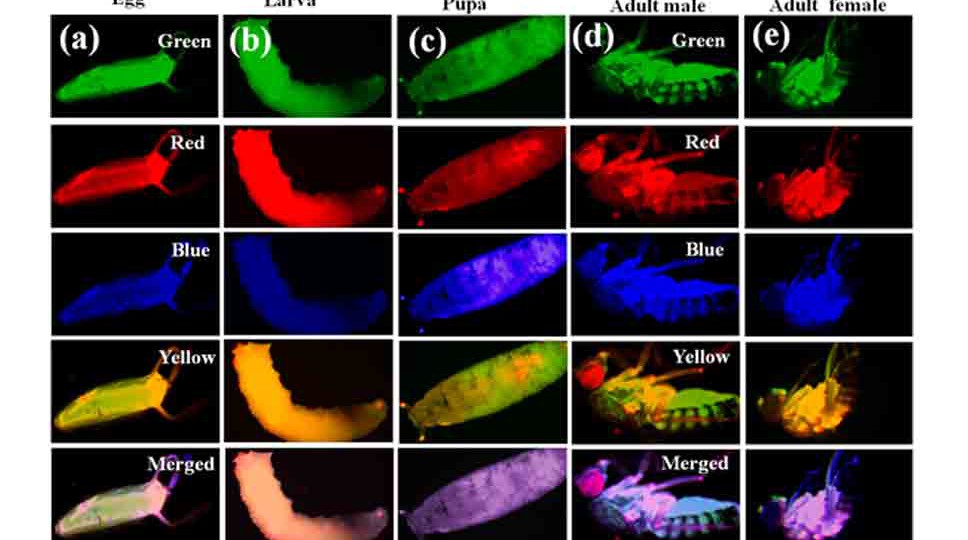 Egg Larva Pupa Adult male Adult female
(a) Green (b) (c) (d) Green (e)
Red Red
Blue Blue
Yellow Yellow
Merged Merged